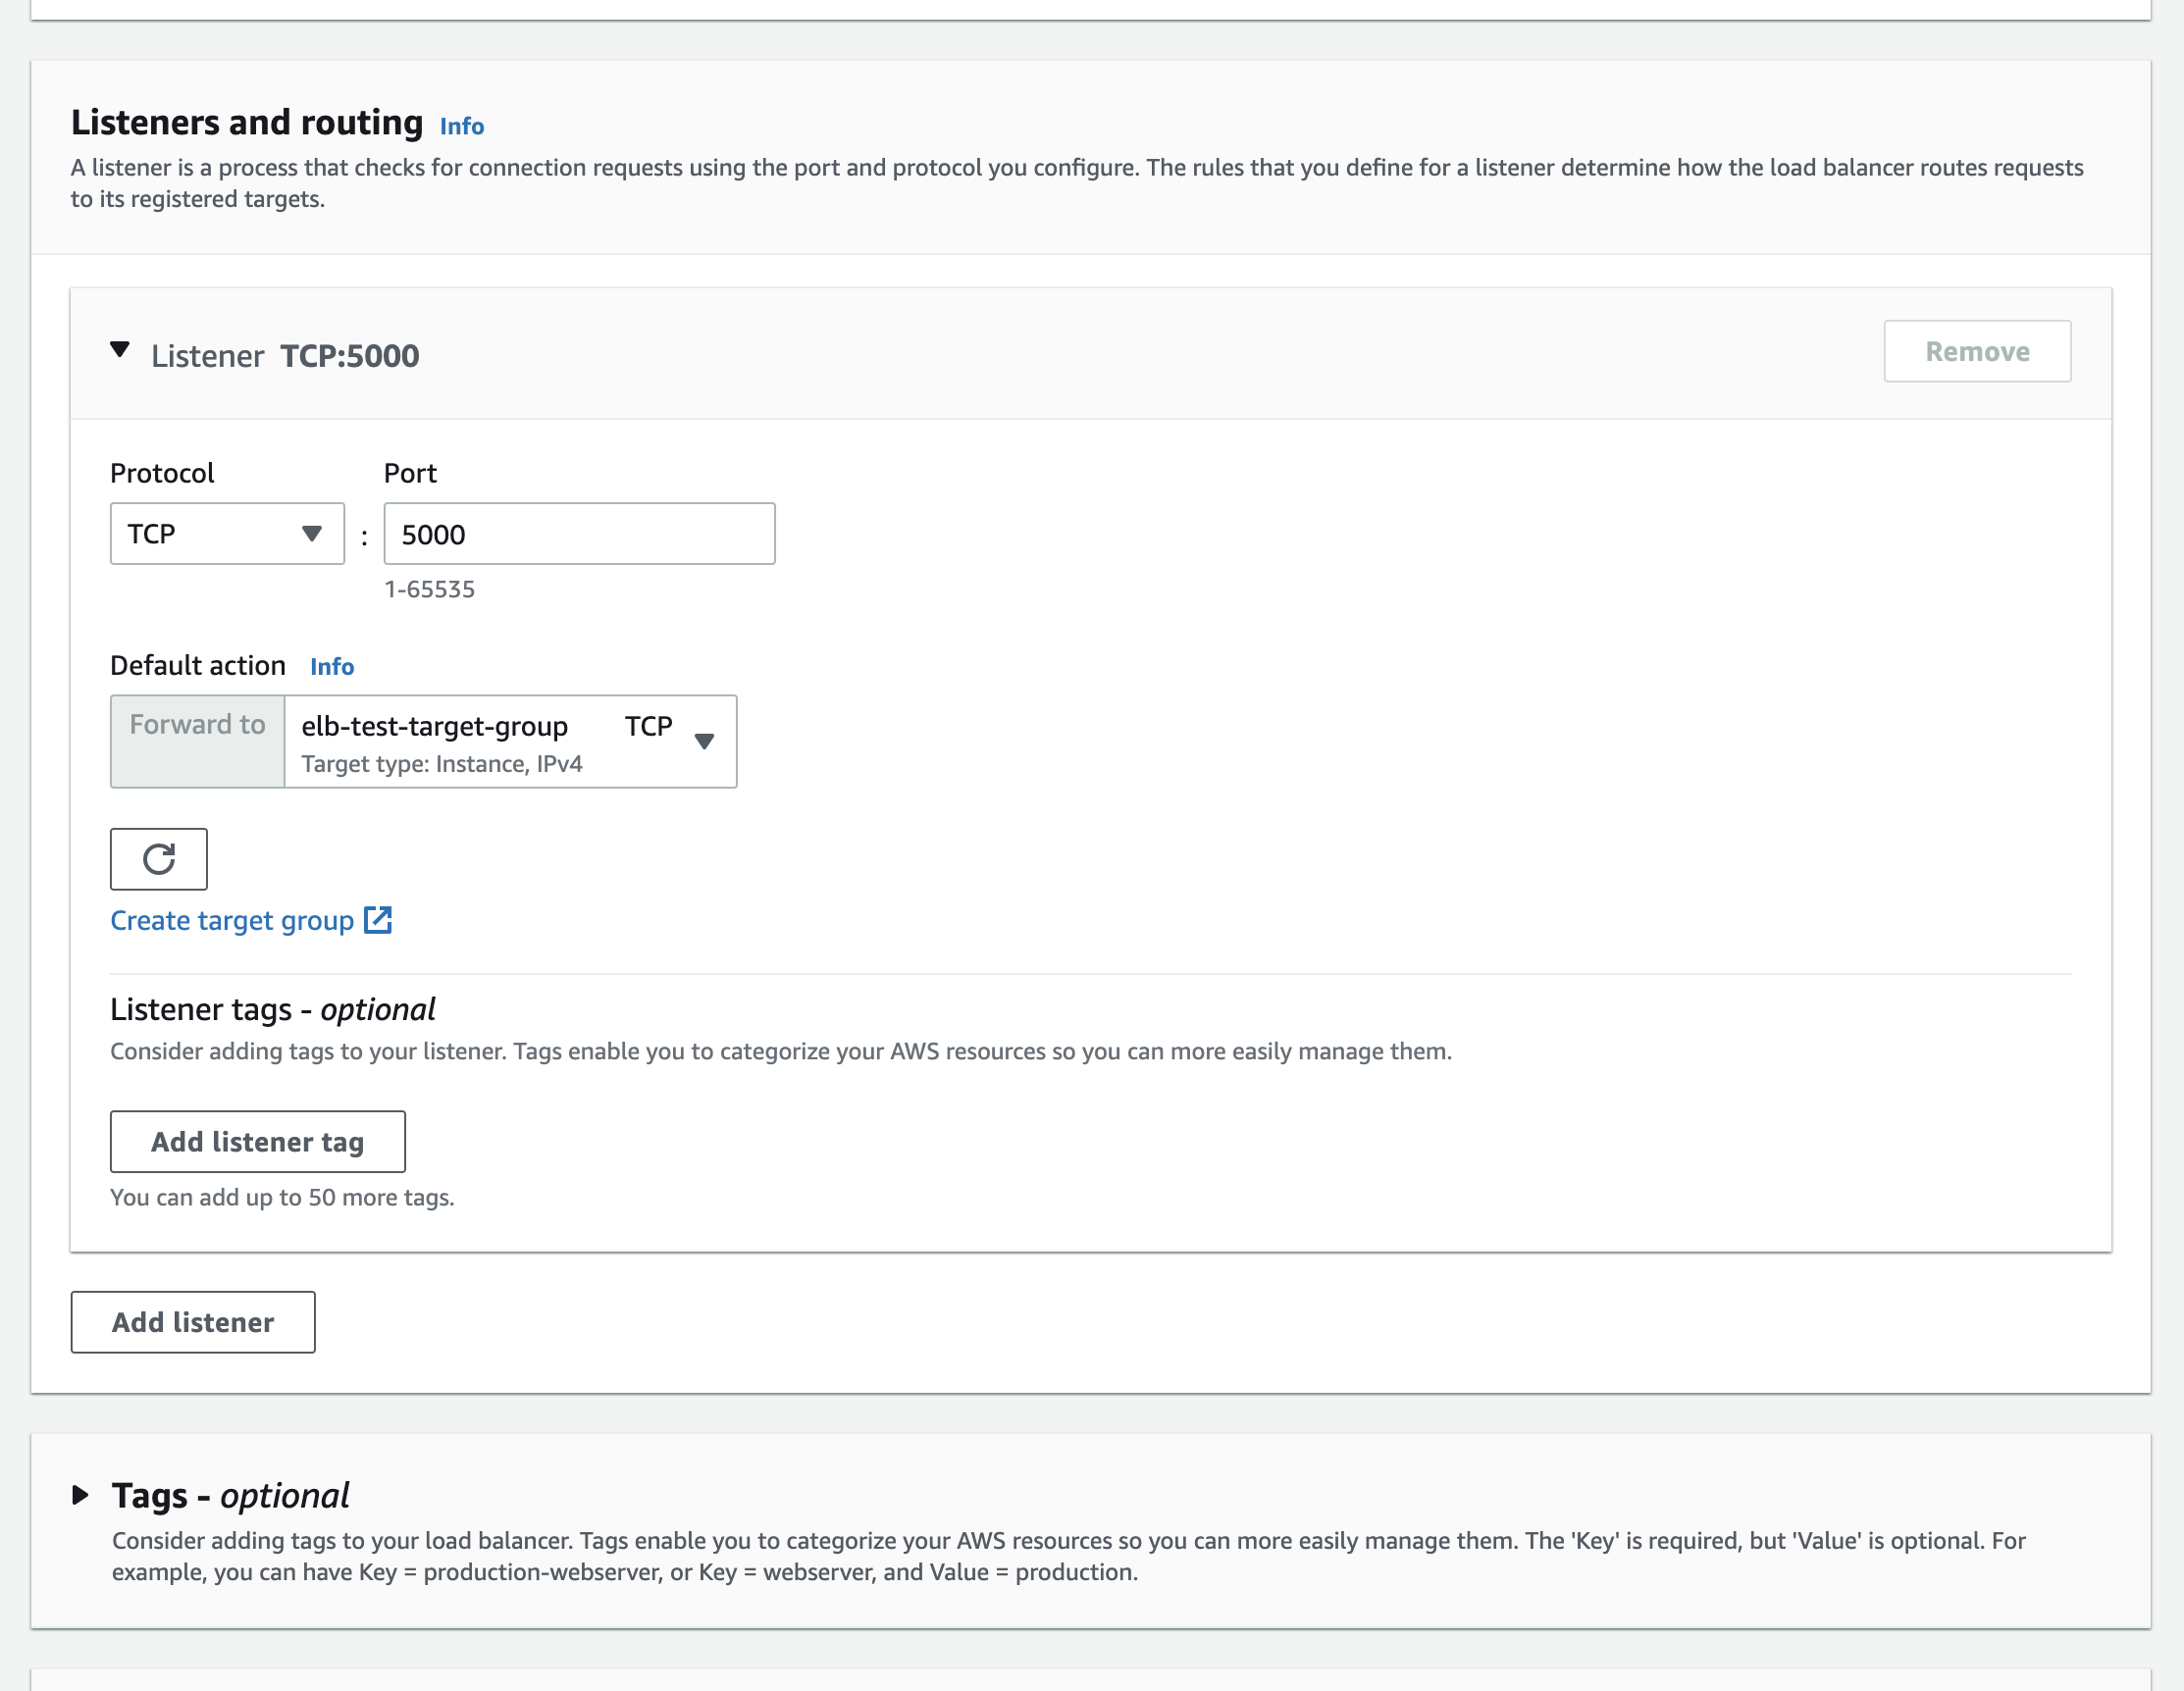 Listeners and routing Info
A listener is a process that checks for connection requests using the port and protocol you configure. The rules that you define for a listener determine how the load balancer routes requests
to its registered targets.
Listener TCP:5000
Remove
Protocol Port
TCP : 5000
1-65535
Default action Info
Forward to elb-test-target-group TCP
Target type: Instance, IPv4
Create target group
Listener tags - optional
Consider adding tags to your listener. Tags enable you to categorize your AWS resources so you can more easily manage them.
Add listener tag
You can add up to 50 more tags.
Add listener
Tags - optional
Consider adding tags to your load balancer. Tags enable you to categorize your AWS resources so you can more easily manage them. The 'Key' is required, but 'Value' is optional. For
example, you can have Key = production-webserver, or Key = webserver, and Value = production.